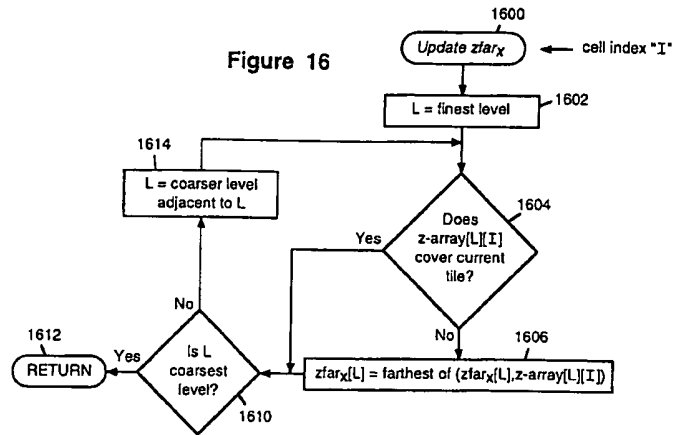 1600
Figure 16
Update zfarx
cell index "I"
L = finest level
1602
1614
L = coarser level
adjacent to L
1604
Does
z-array[L][I]
cover current
tile?
Yes
No
No
1606
1612
RETURN
Yes
Is L
coarsest
level?
zfarx[L] = farthest of (zfarx[L],z-array[L][I])
1610